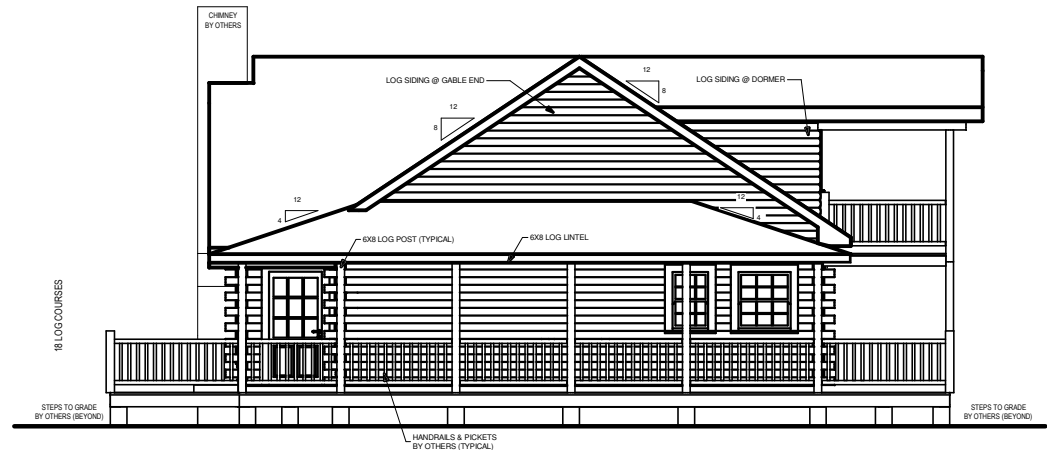 CHIMNEY
BY OTHERS
LOG SIDING @ GABLE END
12
8
LOG SIDING @ DORMER
12
8
12
4
12
4
6X8 LOG POST (TYPICAL)
6X8 LOG LINTEL
18 LOG COURSES
STEPS TO GRADE
BY OTHERS (BEYOND)
STEPS TO GRADE
BY OTHERS (BEYOND)
HANDRAILS & PICKETS
BY OTHERS (TYPICAL)